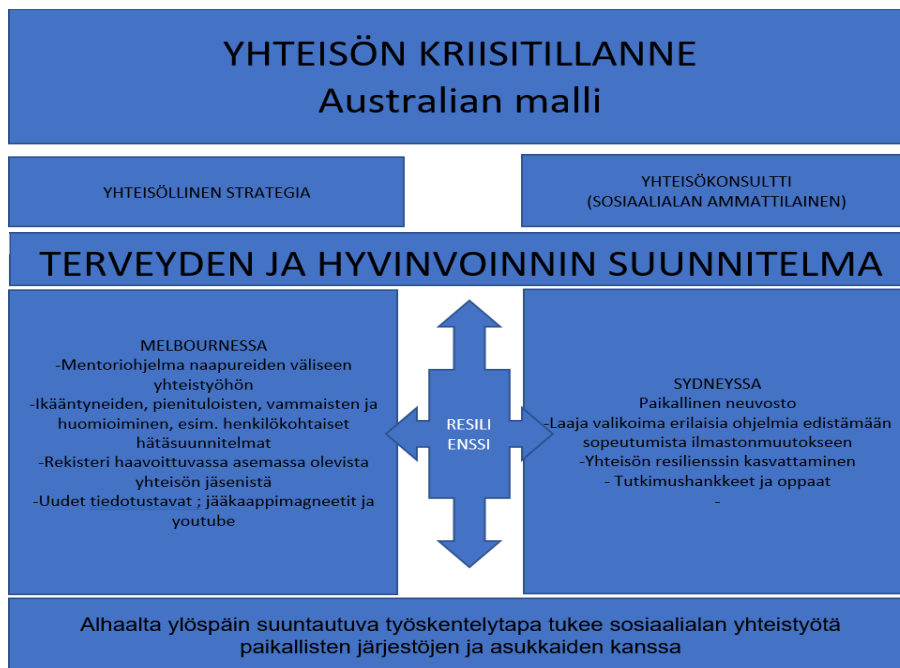 YHTEISÖN KRIISITILLANNE
Australian malli
YHTEISÖLLINEN STRATEGIA
YHTEISÖKONSULTTI
(SOSIAALIALAN AMMATTILAINEN)
TERVEYDEN JA HYVINVOINNIN SUUNNITELMA
MELBOURNESSA
-Mentoriohjelma naapureiden väliseen
yhteistyöhön
-Ikääntyneiden, pienituloisten, vammaisten ja
huomioiminen, esim. henkilökohtaiset
hätäsuunnitelmat
-Rekisteri haavoittuvassa asemassa olevista
yhteisön jäsenistä
-Uudet tiedotustavat ; jääkaappimagneetit ja
youtube
RESILI
ENSSI
SYDNEYSSA
Paikallinen neuvosto
-Laaja valikoima erilaisia ohjelmia edistämään
sopeutumista ilmastonmuutokseen
-Yhteisön resilienssin kasvattaminen
- Tutkimushankkeet ja oppaat
-
Alhaalta ylöspäin suuntautuva työskentelytapa tukee sosiaalialan yhteistyötä
paikallisten järjestöjen ja asukkaiden kanssa